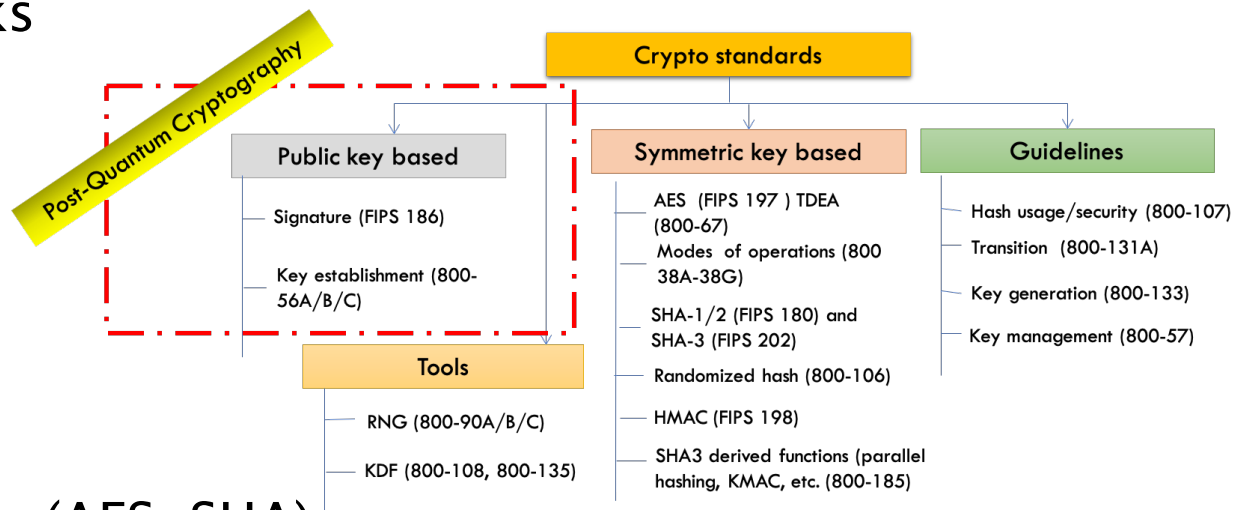 ks
Crypto standards
Post-Quantum Cryptography
Public key based
Signature (FIPS 186)
Key establishment (800-
56A/B/C)
Tools
RNG (800-90A/B/C)
KDF (800-108, 800-135)
Symmetric key based
AES (FIPS 197 ) TDEA
(800-67)
Modes of operations (800
38A-38G)
SHA-1/2 (FIPS 180) and
SHA-3 (FIPS 202)
Randomized hash (800-106)
HMAC (FIPS 198)
SHA3 derived functions (parallel
hashing, KMAC, etc. (800-185)
Guidelines
Hash usage/security (800-107)
Transition (800-131A)
Key generation (800-133)
Key management (800-57)
(AES, SHA)